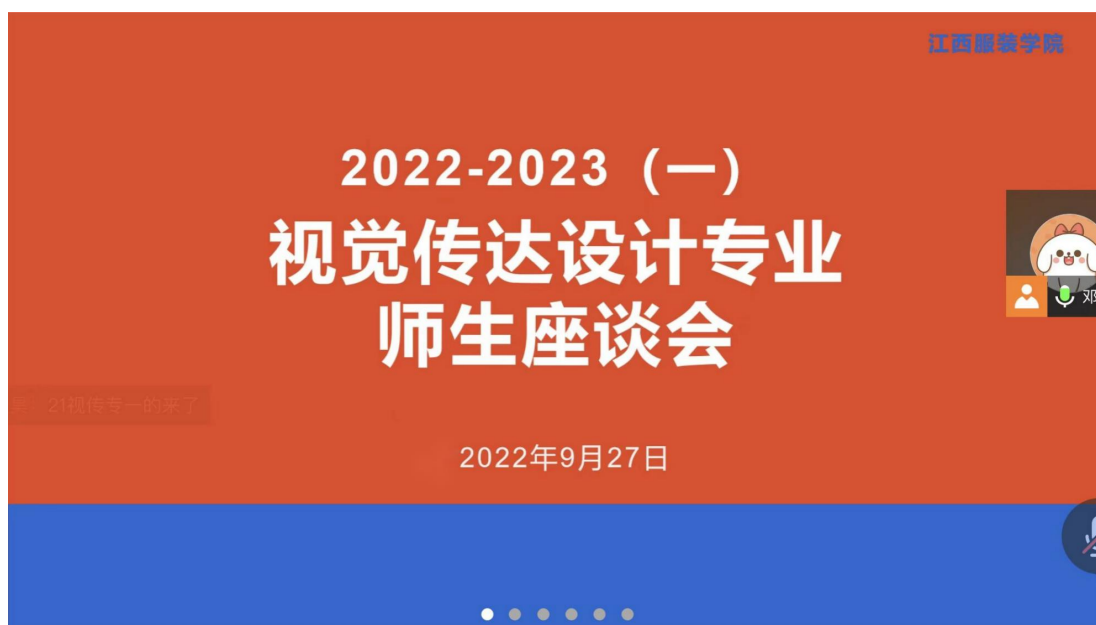 江西服装学院
2022-2023（一）
视觉传达设计专业
师生座谈会
21视传专一的来了
2022年9月27日